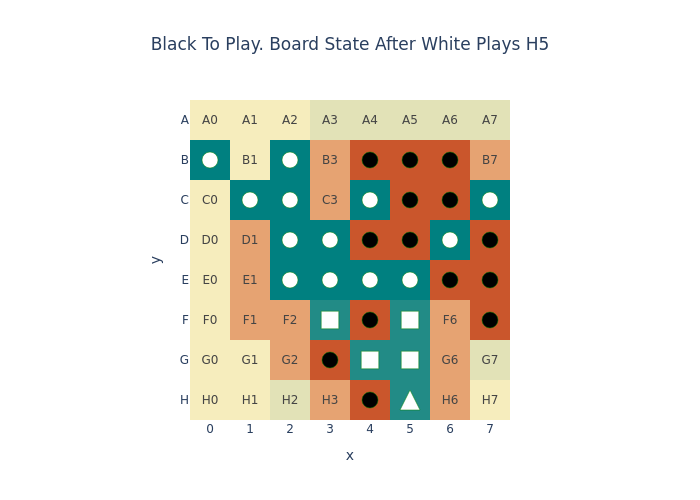 Black To Play. Board State After White Plays H5
A A0 A1 A2 A3 A4 A5 A6 A7
B B1 B3 B7
C C0 C3
D D0 D1
E E0 E1
F F0 F1 F2 F6
G G0 G1 G2 G6 G7
H H0 H1 H2 H3 H6 H7
0 1 2 3 4 5 6 7
x
y